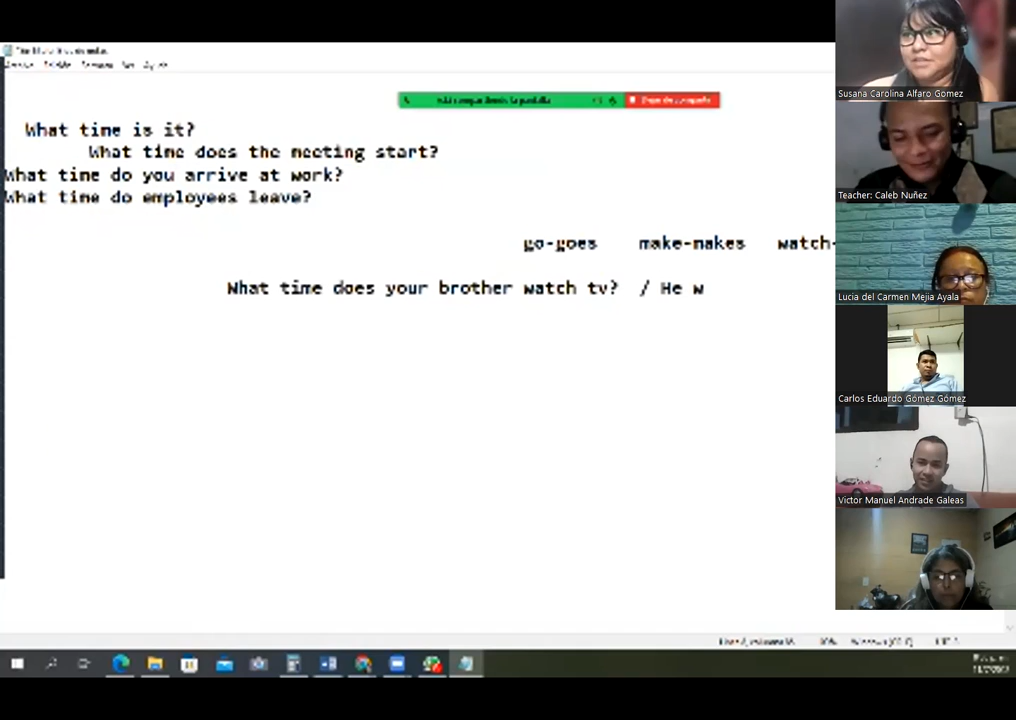 Susana Carolina Alfaro Gomez
What time is it?
What time does the meeting start?
Teacher: Caleb Nuñez
What time do you arrive at work?
What time do employees leave?
go-goes make-makes watch-
What time does your brother watch tv? / He w
Lucia del Carmen Mejia Ayala
Carlos Eduardo Gómez Gómez
Victor Manuel Andrade Galeas